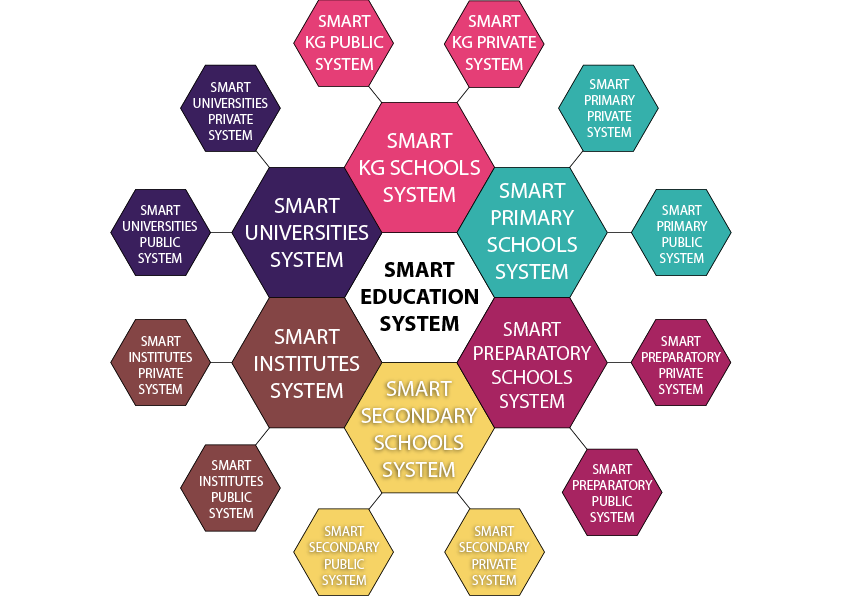 SMART
KG PUBLIC
SYSTEM
SMART
KG PRIVATE
SYSTEM
SMART
UNIVERSITIES
PRIVATE
SYSTEM
SMART
PRIMARY
PRIVATE
SYSTEM
SMART
KG SCHOOLS
SYSTEM
SMART
UNIVERSITIES
PUBLIC
SYSTEM
SMART
UNIVERSITIES
SYSTEM
SMART
PRIMARY
SCHOOLS
SYSTEM
SMART
PRIMARY
PUBLIC
SYSTEM
SMART
EDUCATION
SYSTEM
SMART
INSTITUTES
PRIVATE
SYSTEM
SMART
INSTITUTES
SYSTEM
SMART
PREPARATORY
SCHOOLS
SYSTEM
SMART
PREPARATORY
PRIVATE
SYSTEM
SMART
SECONDARY
SCHOOLS
SYSTEM
SMART
INSTITUTES
PUBLIC
SYSTEM
SMART
PREPARATORY
PUBLIC
SYSTEM
SMART
SECONDARY
PUBLIC
SYSTEM
SMART
SECONDARY
PRIVATE
SYSTEM